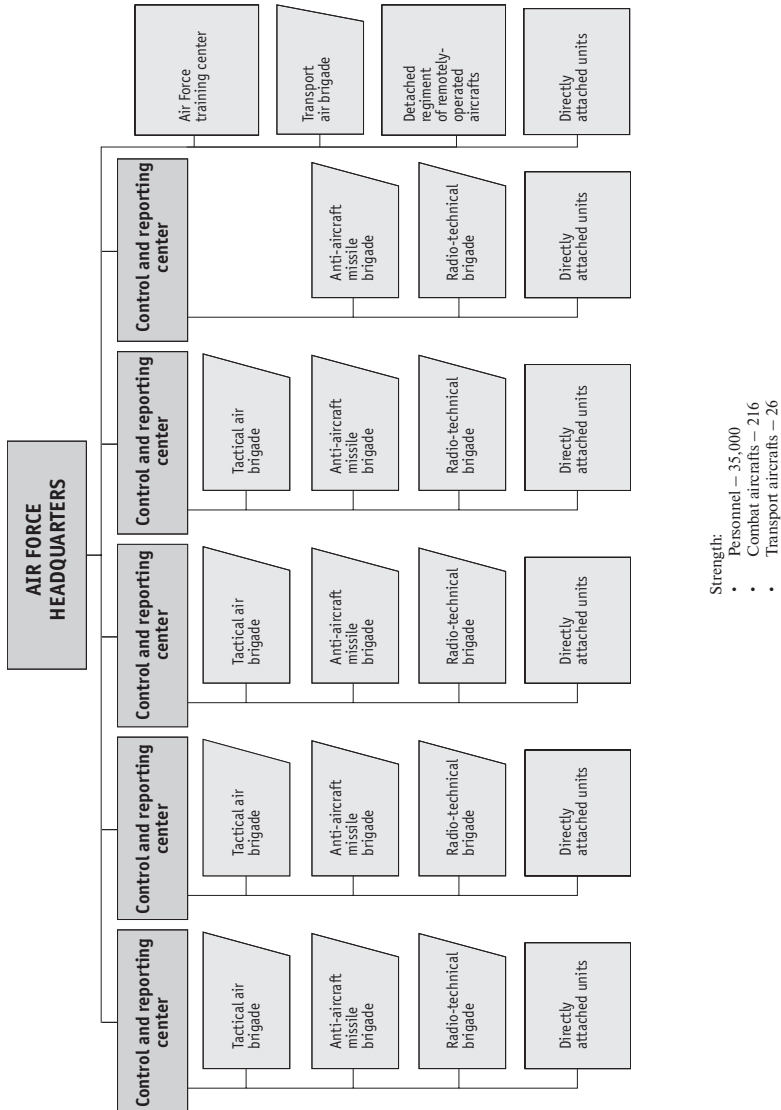 AIR FORCE
HEADQUARTERS
Control and reporting
center
Tactical air
brigade
Anti-aircraft
missile
brigade
Radio-technical
brigade
Directly
attached units
Control and reporting
center
Tactical air
brigade
Anti-aircraft
missile
brigade
Radio-technical
brigade
Directly
attached units
Control and reporting
center
Tactical air
brigade
Anti-aircraft
missile
brigade
Radio-technical
brigade
Directly
attached units
Control and reporting
center
Tactical air
brigade
Anti-aircraft
missile
brigade
Radio-technical
brigade
Directly
attached units
Control and reporting
center
Anti-aircraft
missile
brigade
Radio-technical
brigade
Directly
attached units
Air Force
training center
Transport
air brigade
Detached
regiment
of remotely-
operated
aircrafts
Directly
attached units
Strength:
• Personnel – 35,000
• Combat aircrafts – 216
• Transport aircrafts – 26